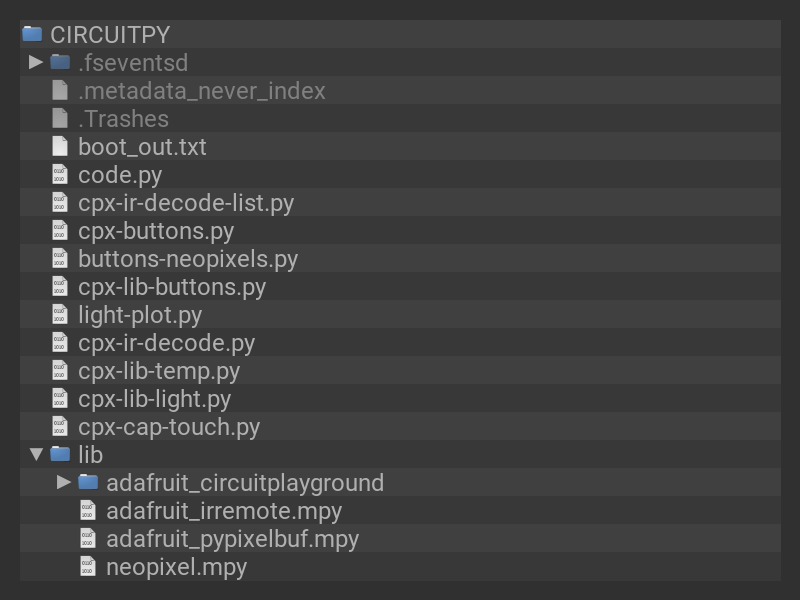 CIRCUITPY
.fseventsd
.metadata_never_index
.Trashes
boot_out.txt
code.py
cpx-ir-decode-list.py
cpx-buttons.py
buttons-neopixels.py
cpx-lib-buttons.py
light-plot.py
cpx-ir-decode.py
cpx-lib-temp.py
cpx-lib-light.py
cpx-cap-touch.py
lib
adafruit_circuitplayground
adafruit_irremote.mpy
adafruit_pypixelbuf.mpy
neopixel.mpy